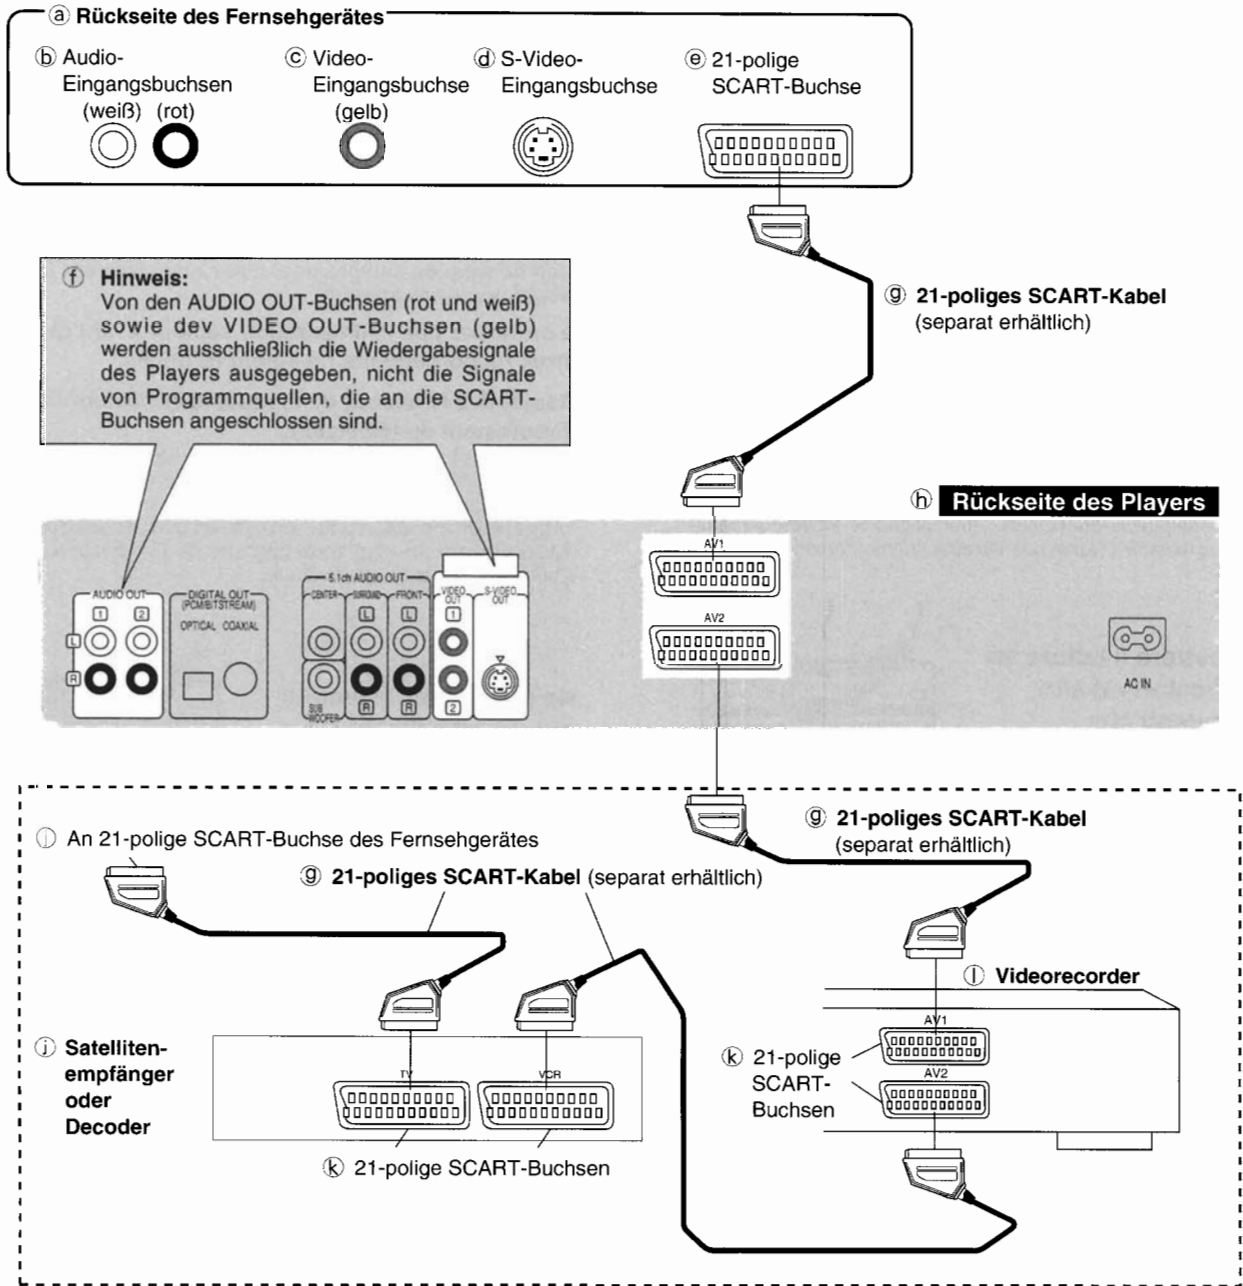 ⓐ Rückseite des Fernsehgerätes
ⓑ Audio-
Eingangsbuchsen
(weiß) (rot)
ⓒ Video-
Eingangsbuchse
(gelb)
ⓓ S-Video-
Eingangsbuchse
ⓔ 21-polige
SCART-Buchse
ⓕ Hinweis:
Von den AUDIO OUT-Buchsen (rot und weiß)
sowie dev VIDEO OUT-Buchsen (gelb)
werden ausschließlich die Wiedergabesignale
des Players ausgegeben, nicht die Signale
von Programmquellen, die an die SCART-
Buchsen angeschlossen sind.
ⓖ 21-poliges SCART-Kabel
(separat erhältlich)
ⓗ Rückseite des Players
AUDIO OUT
1 2
L
R
DIGITAL OUT
(PCM/BITSTREAM)
OPTICAL COAXIAL
5.1ch AUDIO OUT
CENTER SURROUND FRONT
L L
SUB
WOOFER
R R
VIDEO
OUT
1
2
S-VIDEO
OUT
AV1
AV2
AC IN
ⓖ 21-poliges SCART-Kabel
(separat erhältlich)
An 21-polige SCART-Buchse des Fernsehgerätes
ⓖ 21-poliges SCART-Kabel (separat erhältlich)
ⓛ Videorecorder
AV1
AV2
ⓚ 21-polige
SCART-
Buchsen
ⓙ Satelliten-
empfänger
oder
Decoder
TV VCR
ⓚ 21-polige SCART-Buchsen